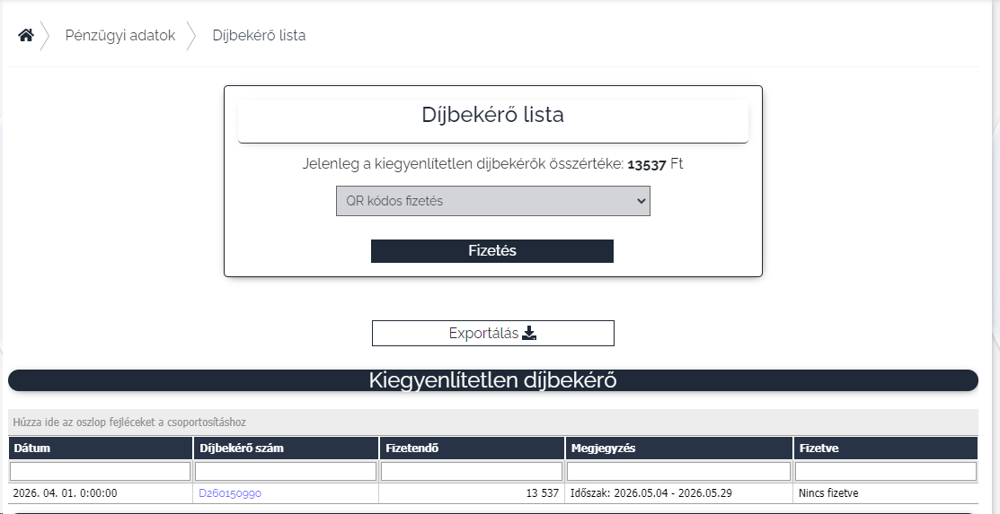 Pénzügyi adatok Díjbekérő lista
Díjbekérő lista
Jelenleg a kiegyenlítetlen díjbekérők összértéke: 13537 Ft
QR kódos fizetés
Fizetés
Exportálás
Kiegyenlítetlen díjbekérő
Húzza ide az oszlop fejléceket a csoportosításhoz
Dátum Díjbekérő szám Fizetendő Megjegyzés Fizetve
2026. 04. 01. 0:00:00 D260150990 13 537 Időszak: 2026.05.04 - 2026.05.29 Nincs fizetve